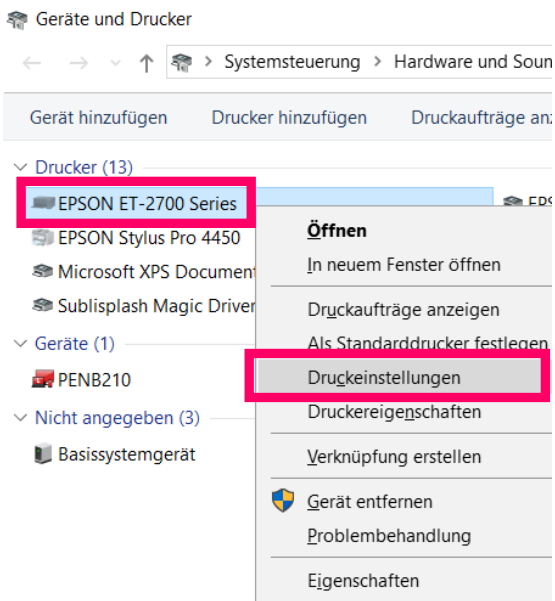 Geräte und Drucker
Systemsteuerung > Hardware und Soun
Gerät hinzufügen Drucker hinzufügen Druckaufträge anz
Drucker (13)
EPSON ET-2700 Series
EPS
Öffnen
EPSON Stylus Pro 4450
In neuem Fenster öffnen
Microsoft XPS Document
Sublisplash Magic Driver
Druckaufträge anzeigen
Als Standarddrucker festlegen
Geräte (1)
PENB210
Druckeinstellungen
Druckereigenschaften
Nicht angegeben (3)
Basissystemgerät
Verknüpfung erstellen
Gerät entfernen
Problembehandlung
Eigenschaften